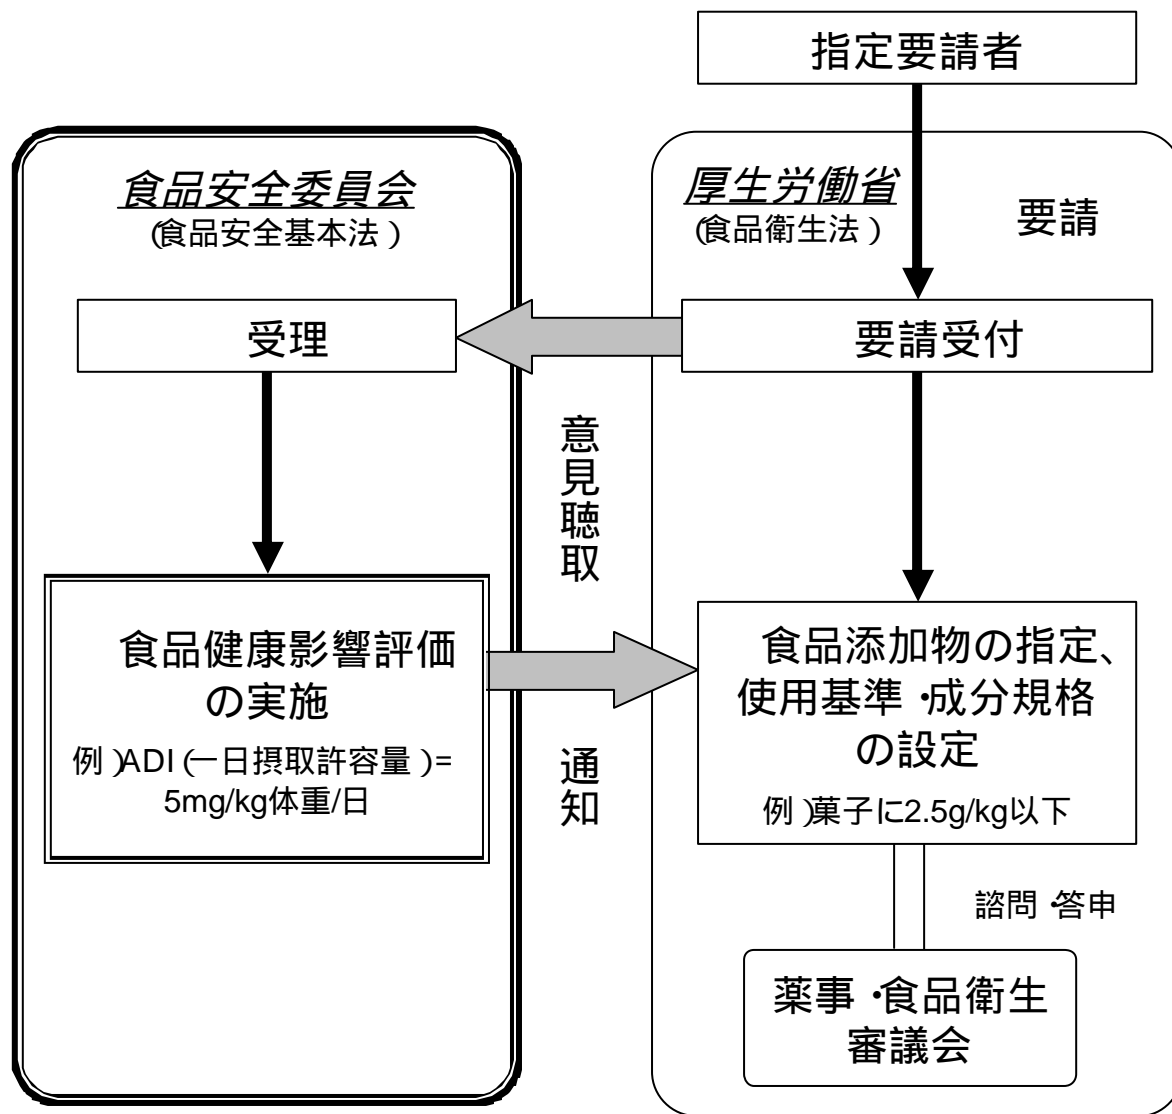 指定要請者
食品安全委員会
(食品安全基本法)
厚生労働省
(食品衛生法)
要請
受理
要請受付
意見聴取
食品健康影響評価
の実施
例)ADI(一日摂取許容量)=
5mg/kg体重/日
通知
食品添加物の指定、
使用基準・成分規格
の設定
例)菓子に2.5g/kg以下
諮問・答申
薬事・食品衛生
審議会